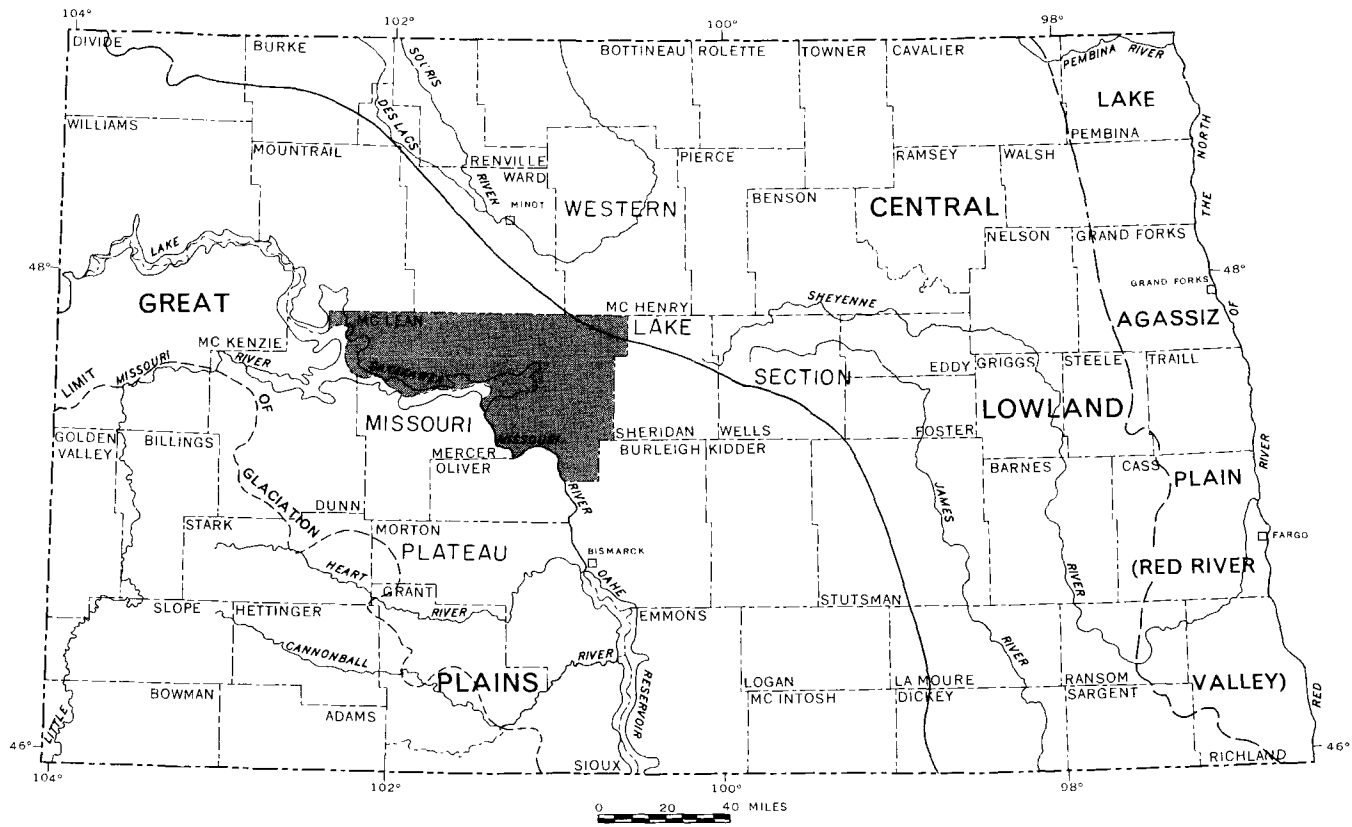 104°
102°
100°
98°
DIVIDE
BURKE
BOTTINEAU
ROLETTE
TOWNER
CAVALIER
PEMBINA RIVER
SOURIS
DES LACS
RIVER
LAKE
PEMBINA
WILLIAMS
MOUNTRAIL
RENVILLE
WARD
PIERCE
RAMSEY
WALSH
MINOT
WESTERN
BENSON
CENTRAL
NELSON
GRAND FORKS
RED
RIVER
OF
THE
NORTH
LAKE
48°
48°
GRAND FORKS
GREAT
MC LEAN
MC HENRY
LAKE
SHEYENNE
AGASSIZ
MC KENZIE
RIVER
LIMIT
MISSOURI
OF
SAKAKAWEA
SECTION
EDDY
GRIGGS
STEELE
TRAILL
LOWLAND
MISSOURI
MISSOURI
GOLDEN
VALLEY
BILLINGS
MERCER
OLIVER
SHERIDAN
WELLS
FOSTER
BURLEIGH
KIDDER
BARNES
CASS
PLAIN
GLACIATION
DUNN
RIVER
JAMES
STARK
MORTON
PLATEAU
BISMARCK
FARGO
HEART
RIVER
GRANT
OAHE
RIVER
(RED RIVER
SLOPE
HETTINGER
EMMONS
STUTSMAN
CANNONBALL
RIVER
RESERVOIR
RIVER
PLAINS
LOGAN
MC INTOSH
LA MOURE
DICKEY
RANSOM
SARGENT
VALLEY)
BOWMAN
ADAMS
LITTLE
46°
46°
SIOUX
RICHLAND
104°
102°
100°
98°
0 20 40 MILES